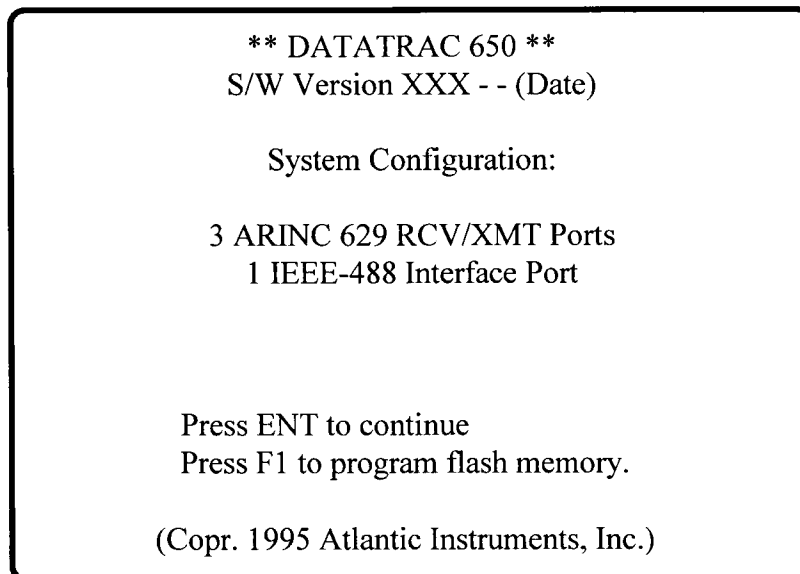 ** DATATRAC 650 **
S/W Version XXX - - (Date)
System Configuration:
3 ARINC 629 RCV/XMT Ports
1 IEEE-488 Interface Port
Press ENT to continue
Press F1 to program flash memory.
(Copr. 1995 Atlantic Instruments, Inc.)